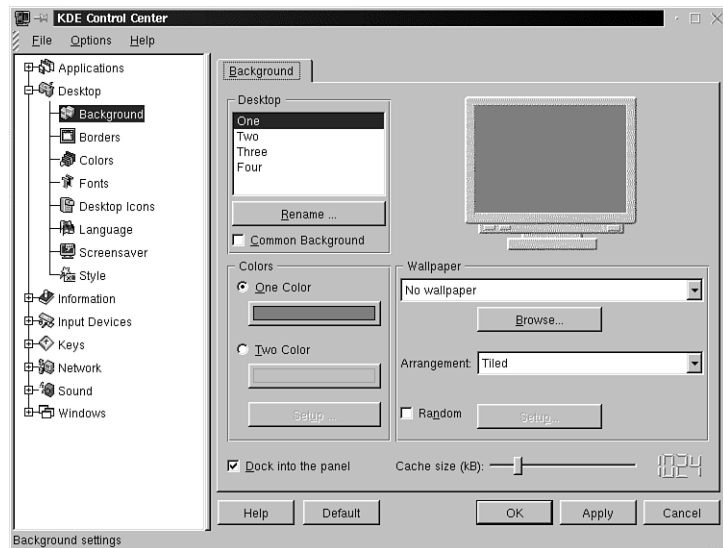 KDE Control Center
File Options Help
Applications
Desktop
Background
Borders
Colors
Fonts
Desktop Icons
Language
Screensaver
Style
Information
Input Devices
Keys
Network
Sound
Windows
Background
Desktop
One
Two
Three
Four
Rename ...
Common Background
Colors
One Color
Two Color
Setup ...
Wallpaper
No wallpaper
Browse...
Arrangement: Tiled
Random Setup...
Dock into the panel
Cache size (kB): 1024
Help Default OK Apply Cancel
Background settings